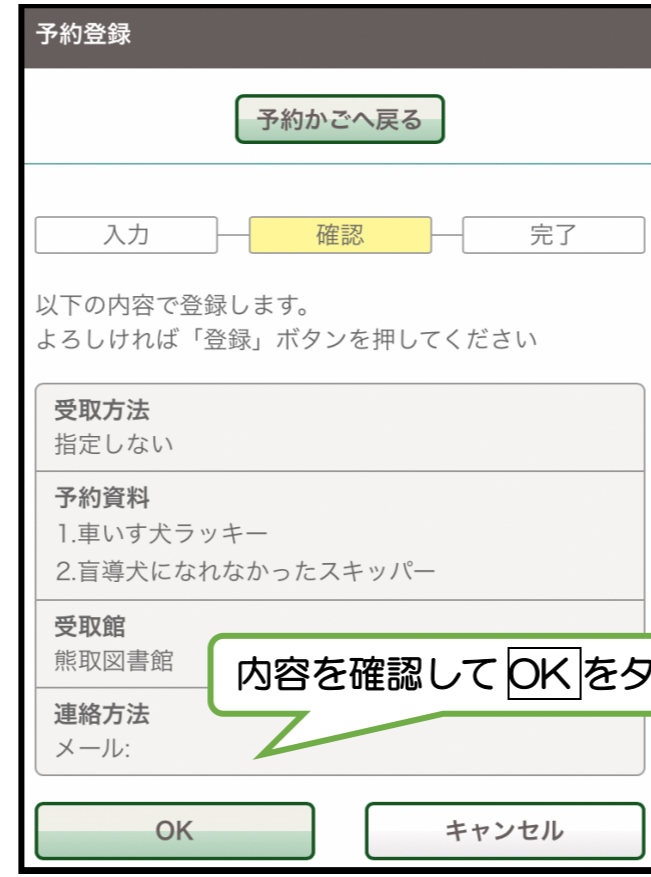 予約登録
予約かごへ戻る
入力
確認
完了
以下の内容で登録します。
よろしければ「登録」ボタンを押してください
受取方法
指定しない
予約資料
1.車いす犬ラッキー
2.盲導犬になれなかったスキッパー
受取館
熊取図書館
内容を確認して OK をタ
連絡方法
メール:
OK
キャンセル